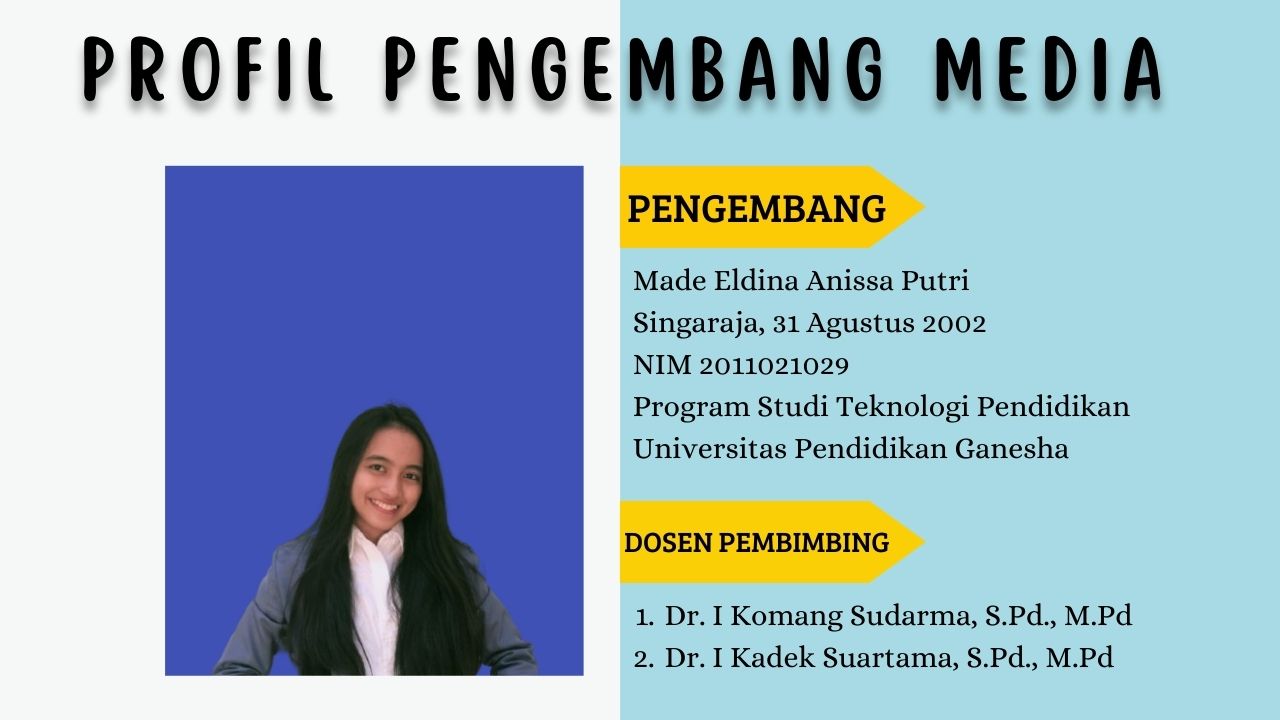 PROFIL PENGEMBANG MEDIA
PENGEMBANG
Made Eldina Anissa Putri
Singaraja, 31 Agustus 2002
NIM 2011021029
Program Studi Teknologi Pendidikan
Universitas Pendidikan Ganesha
DOSEN PEMBIMBING
1. Dr. I Komang Sudarma, S.Pd., M.Pd
2. Dr. I Kadek Suartama, S.Pd., M.Pd